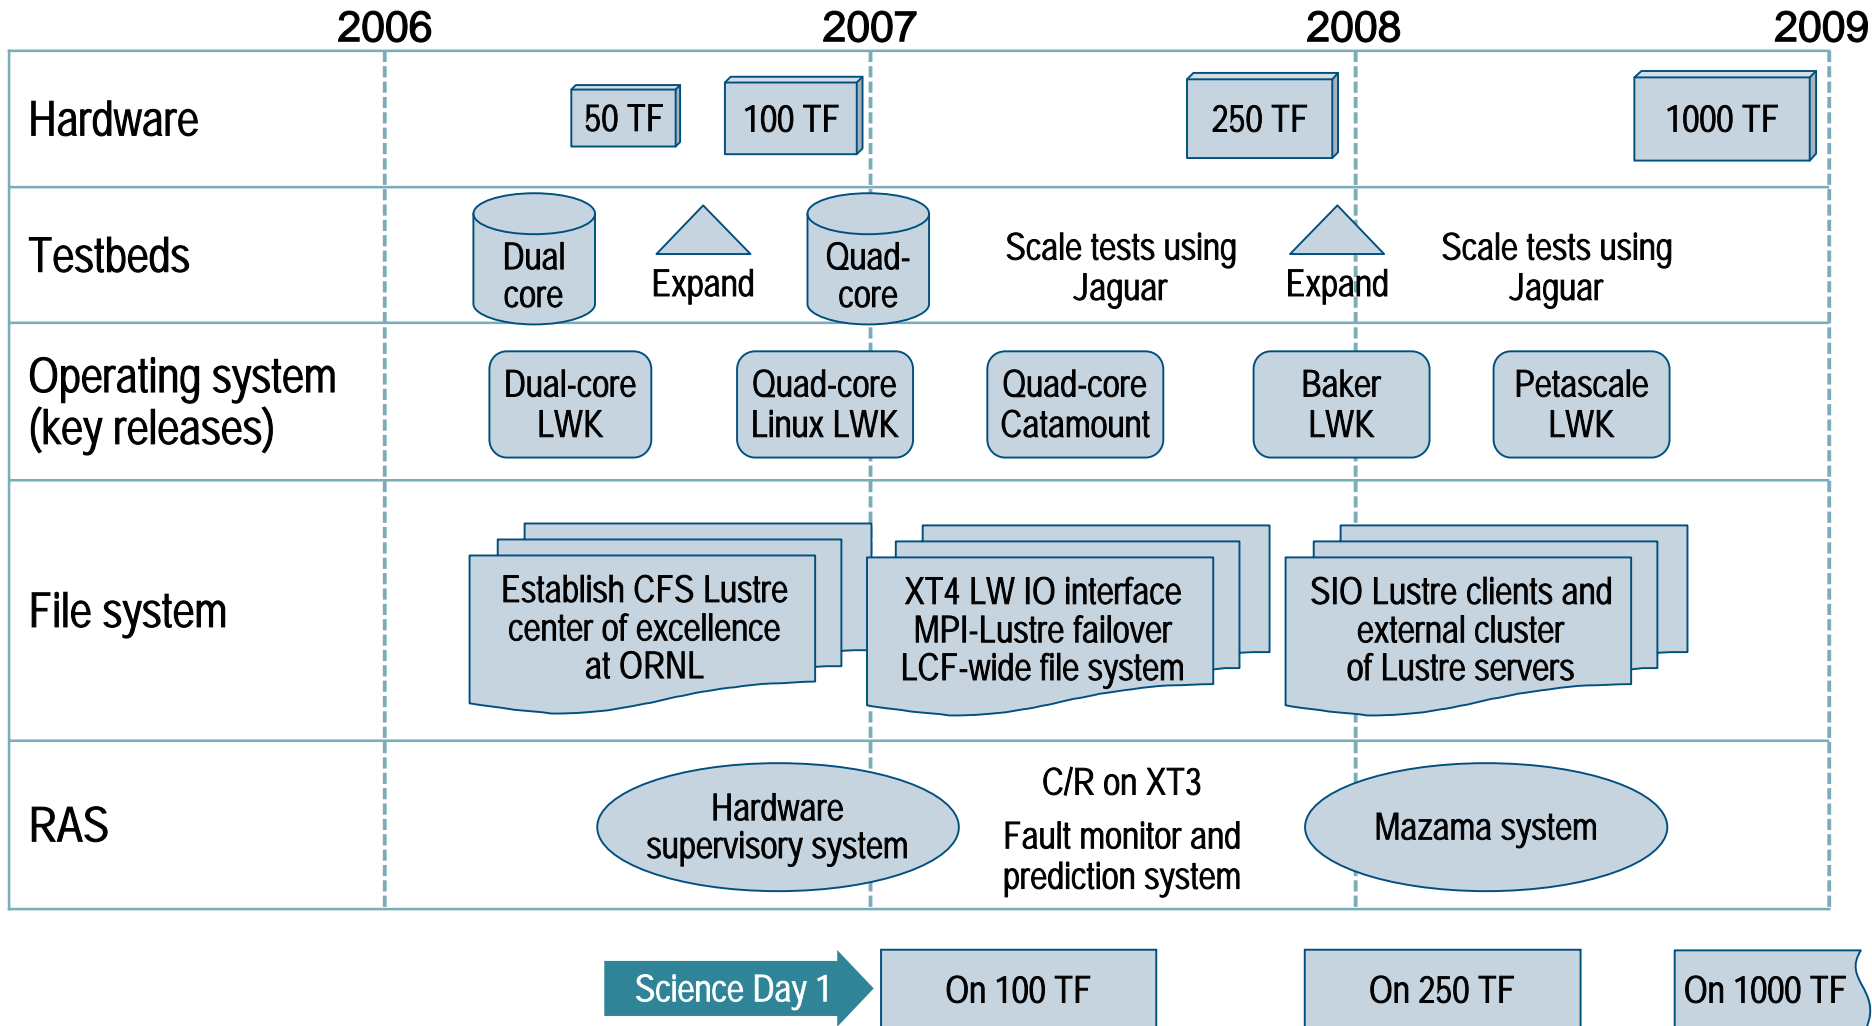 2006 2007 2008 2009
Hardware
50 TF
100 TF
250 TF
1000 TF
Testbeds
Dual
core
Expand
Quad-
core
Scale tests using
Jaguar
Expand
Scale tests using
Jaguar
Operating system
(key releases)
Dual-core
LWK
Quad-core
Linux LWK
Quad-core
Catamount
Baker
LWK
Petascale
LWK
File system
Establish CFS Lustre
center of excellence
at ORNL
XT4 LW IO interface
MPI-Lustre failover
LCF-wide file system
SIO Lustre clients and
external cluster
of Lustre servers
RAS
Hardware
supervisory system
C/R on XT3
Fault monitor and
prediction system
Mazama system
Science Day 1
On 100 TF
On 250 TF
On 1000 TF